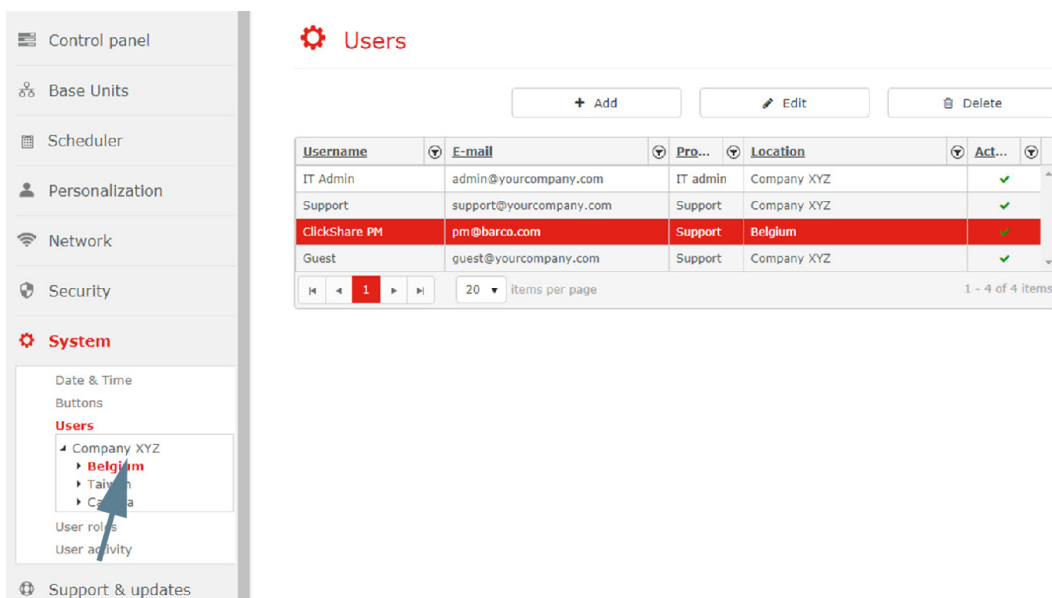 Control panel
Base Units
Scheduler
Personalization
Network
Security
System
Date & Time
Buttons
Users
Company XYZ
Belgium
User roles
User activity
Support & updates
Users
+ Add
Edit
Delete
Username E-mail Pro... Location Act...
IT Admin admin@yourcompany.com IT admin Company XYZ
Support support@yourcompany.com Support Company XYZ
ClickShare PM pm@barco.com Support Belgium
Guest guest@yourcompany.com Support Company XYZ
1 20 items per page 1 - 4 of 4 items